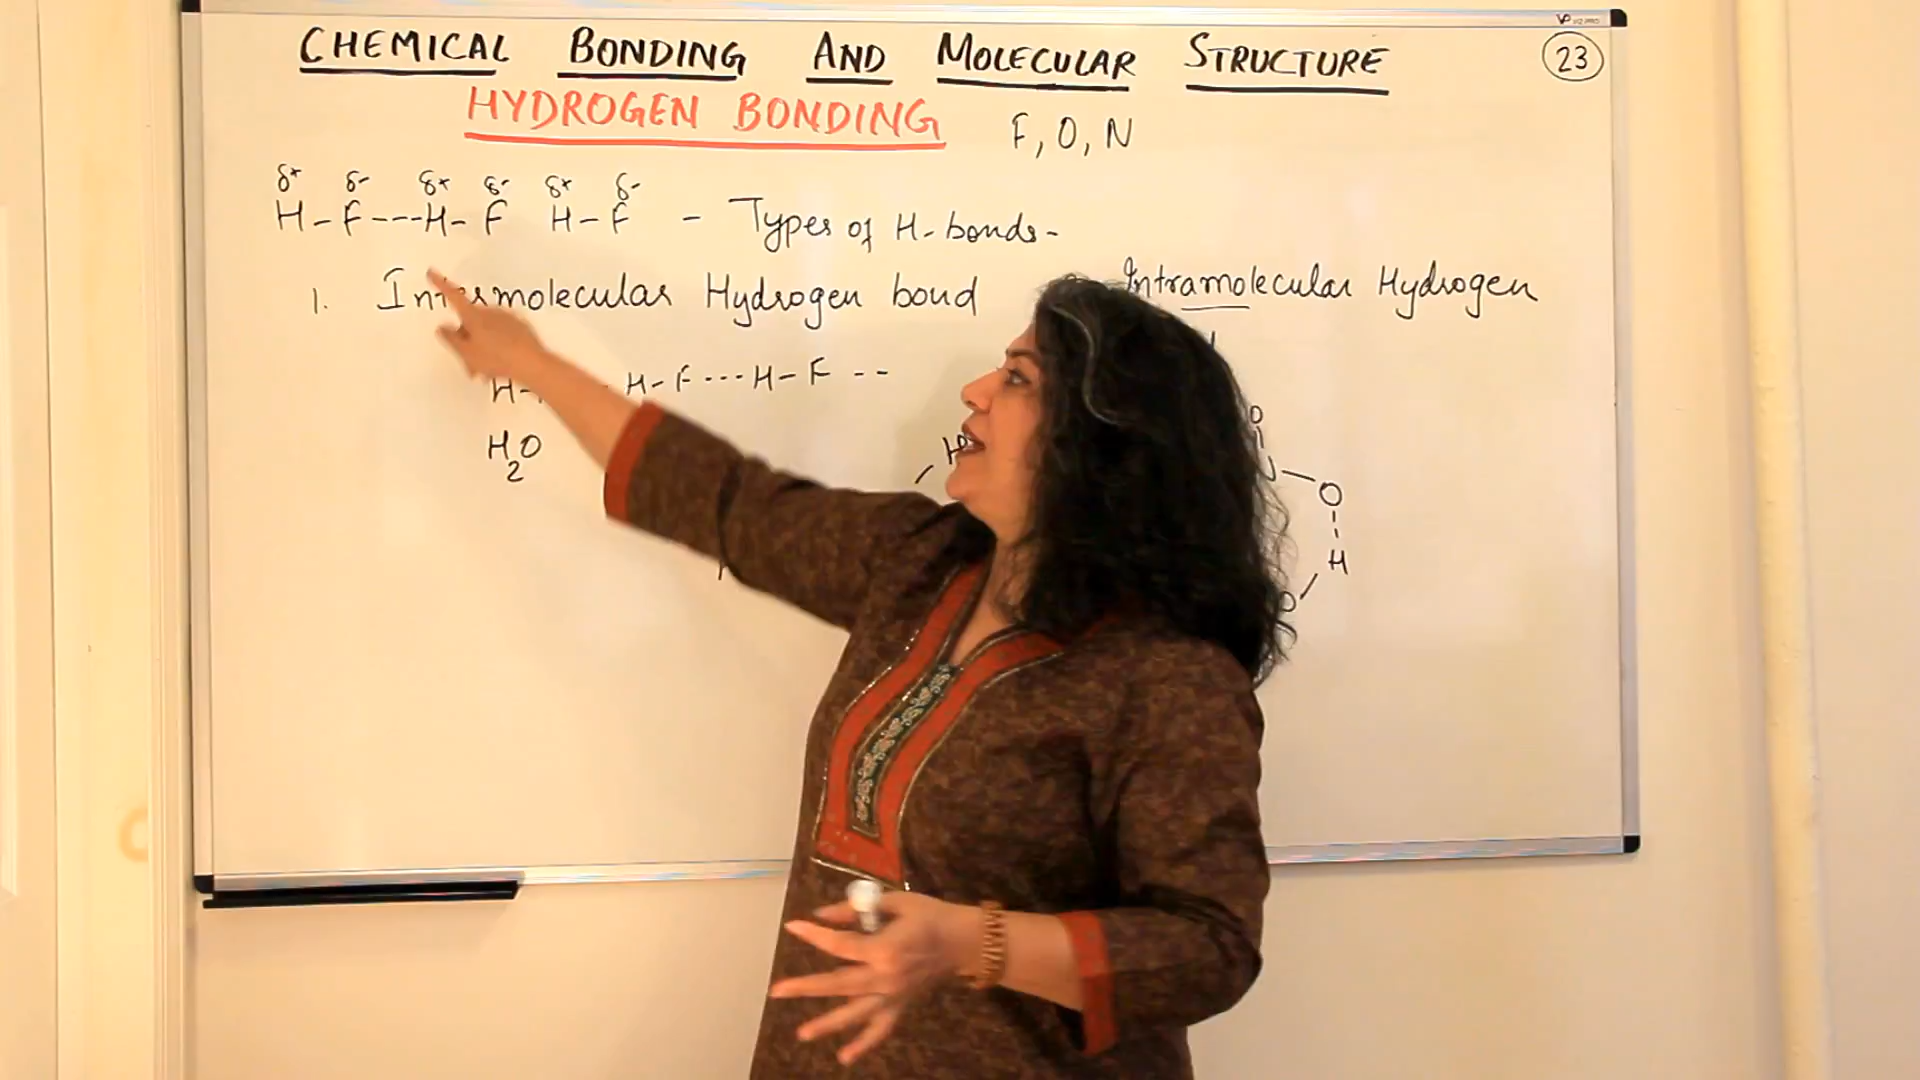 CHEMICAL BONDING AND MOLECULAR STRUCTURE 23
HYDROGEN BONDING F, O, N
δ+ δ- δ+ δ- δ+ δ-
H - F ---H- F H - F - Types of H-bonds-
1. Intermolecular Hydrogen bond Intramolecular Hydrogen
H- H-F---H-F --
H2O
O
O
H